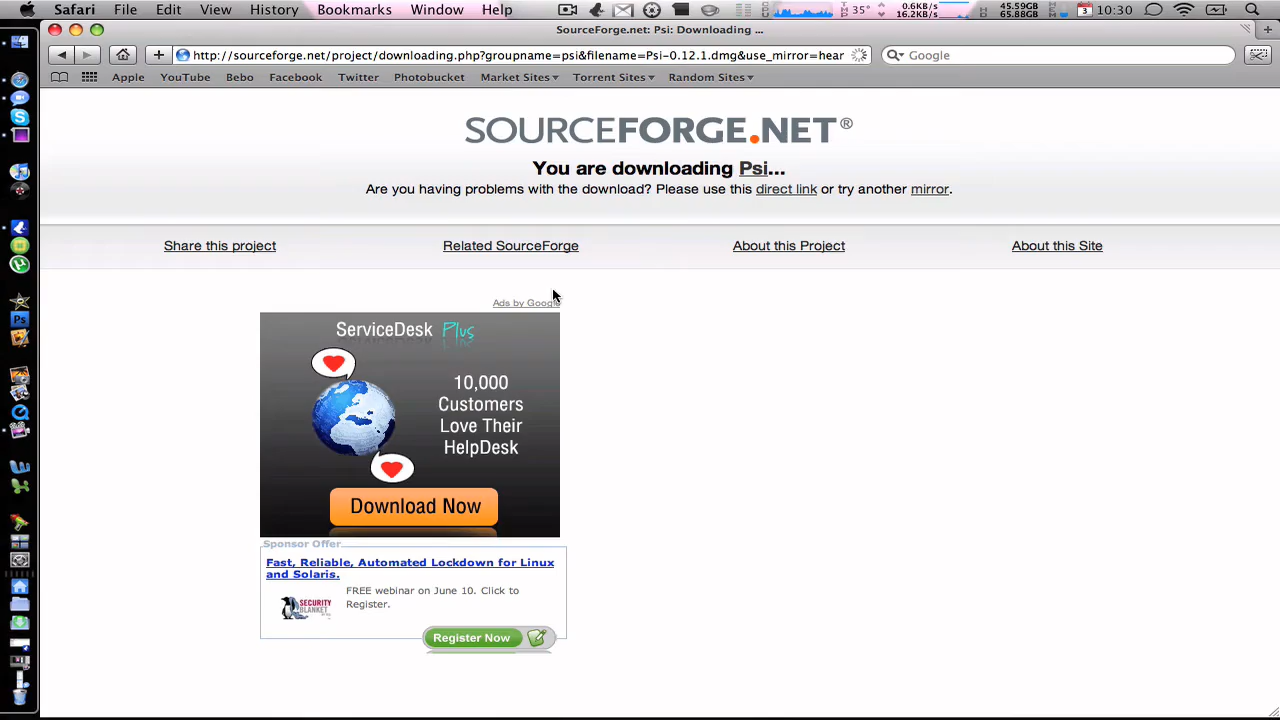 Safari File Edit View History Bookmarks Window Help 35° 0.6KB/s 16.2KB/s 45.59GB 65.88GB 3 10:30
SourceForge.net: Psi: Downloading ...
http://sourceforge.net/project/downloading.php?groupname=psi&filename=Psi-0.12.1.dmg&use_mirror=hear Google
Apple YouTube Bebo Facebook Twitter Photobucket Market Sites Torrent Sites Random Sites
SOURCEFORGE.NET®
You are downloading Psi...
Are you having problems with the download? Please use this direct link or try another mirror.
Share this project Related SourceForge About this Project About this Site
Ads by Google
ServiceDesk Plus
10,000
Customers
Love Their
HelpDesk
Download Now
Sponsor Offer
Fast, Reliable, Automated Lockdown for Linux
and Solaris.
FREE webinar on June 10. Click to
Register.
SECURITY
BLANKET
Register Now